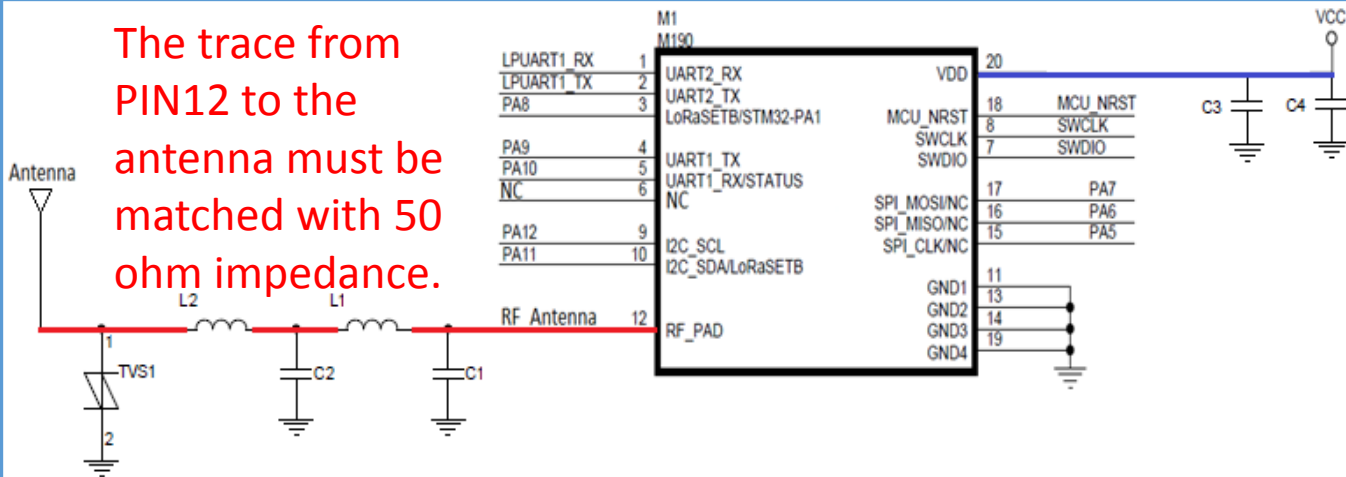 The trace from
PIN12 to the
antenna must be
matched with 50
ohm impedance.
Antenna
L2
L1
1
TVS1
2
C2
C1
RF Antenna
12
M1
M190
LPUART1_RX
1
UART2_RX
LPUART1_TX
2
UART2_TX
PA8
3
LoRaSETB/STM32-PA1
PA9
4
UART1_TX
PA10
5
UART1_RX/STATUS
NC
6
NC
PA12
9
I2C_SCL
PA11
10
I2C_SDA/LoRaSETB
RF_PAD
VDD
20
MCU_NRST
18
MCU_NRST
SWCLK
8
SWCLK
SWDIO
7
SWDIO
SPI_MOSI/NC
17
PA7
SPI_MISO/NC
16
PA6
SPI_CLK/NC
15
PA5
GND1
11
GND2
13
GND3
14
GND4
19
VCC
C3
C4